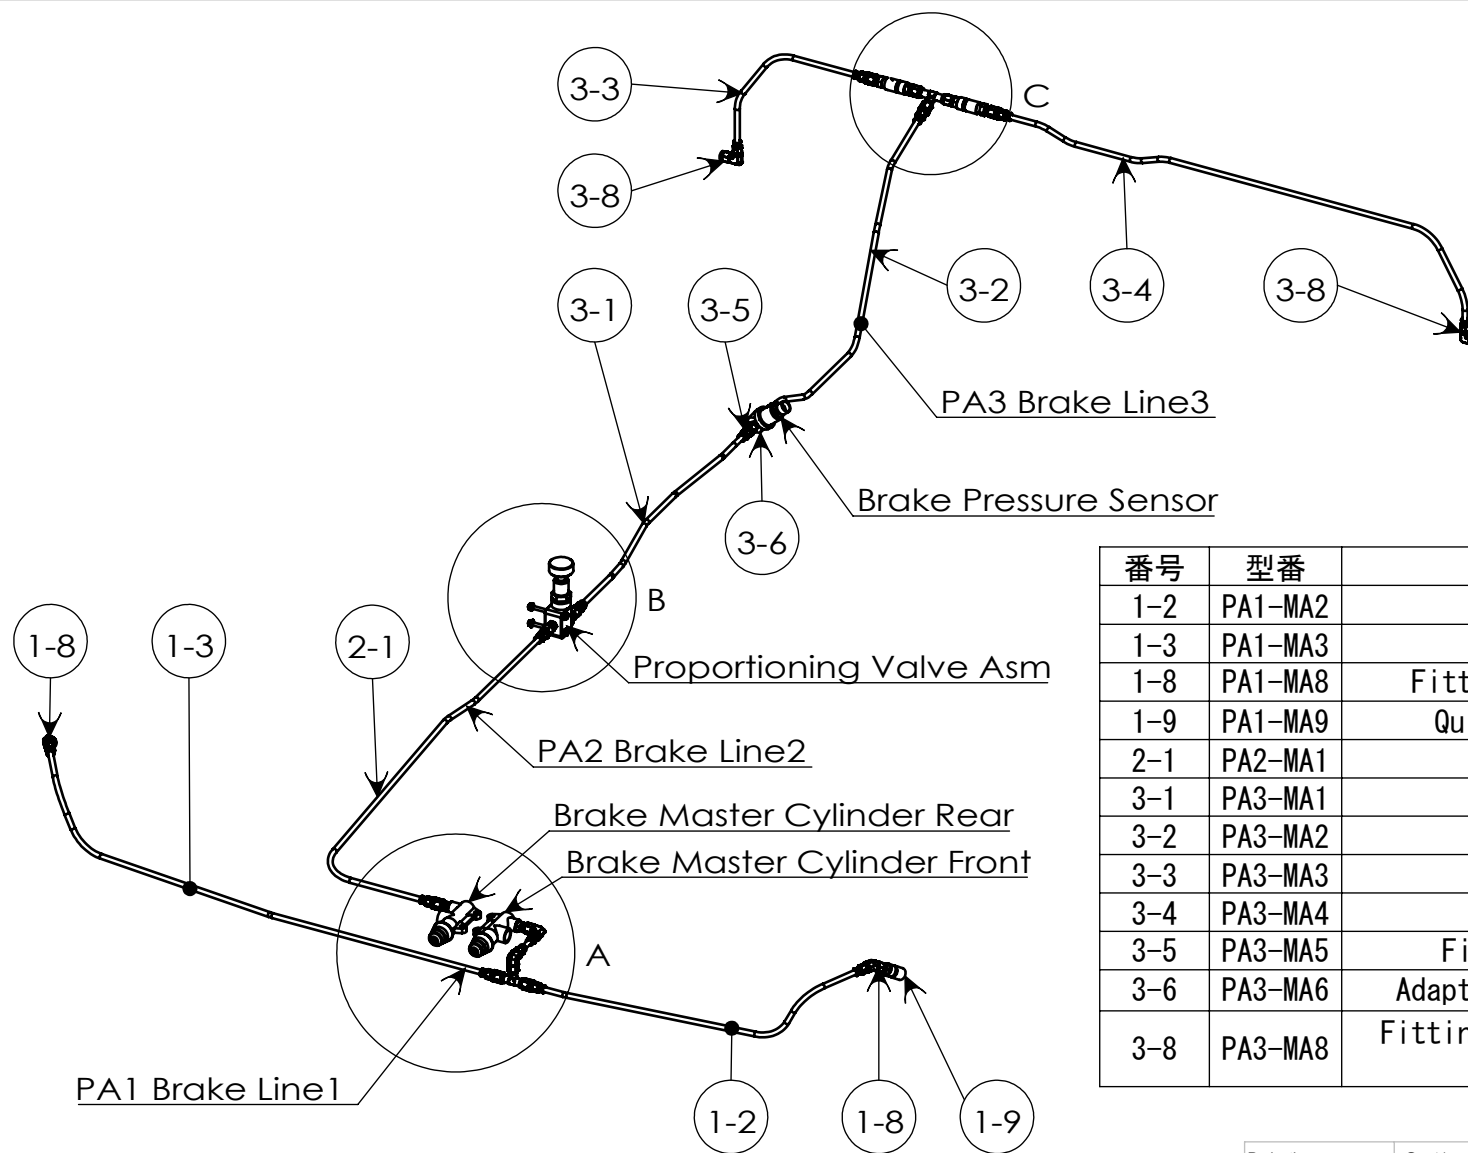 3-3
C
3-8
3-1
3-5
3-2
3-4
3-8
PA3 Brake Line3
Brake Pressure Sensor
3-6
B
1-8
1-3
2-1
Proportioning Valve Asm
PA2 Brake Line2
Brake Master Cylinder Rear
Brake Master Cylinder Front
A
PA1 Brake Line1
1-2
1-8
1-9
番号 型番
1-2 PA1-MA2
1-3 PA1-MA3
1-8 PA1-MA8 Fitt
1-9 PA1-MA9 Qu
2-1 PA2-MA1
3-1 PA3-MA1
3-2 PA3-MA2
3-3 PA3-MA3
3-4 PA3-MA4
3-5 PA3-MA5 Fi
3-6 PA3-MA6 Adapt
3-8 PA3-MA8 Fittin